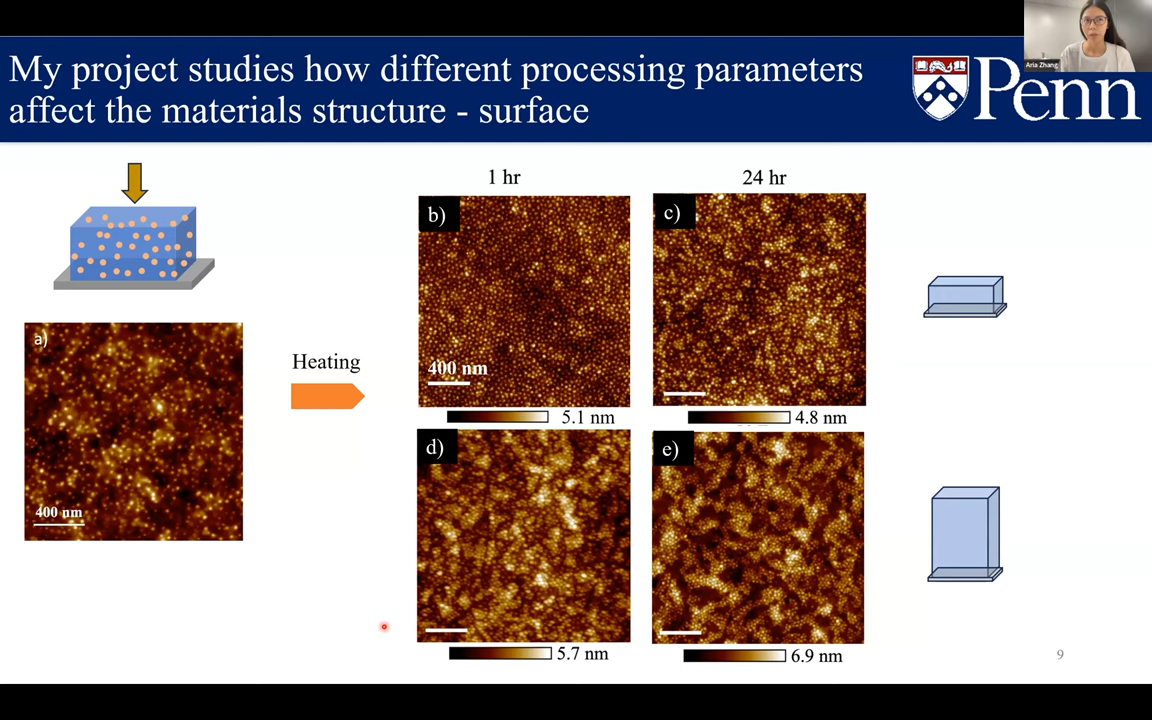 My project studies how different processing parameters
affect the materials structure - surface
Penn
Aria Zhang
1 hr
24 hr
a)
400 nm
Heating
b)
400 nm
5.1 nm
c)
4.8 nm
d)
5.7 nm
e)
6.9 nm
9